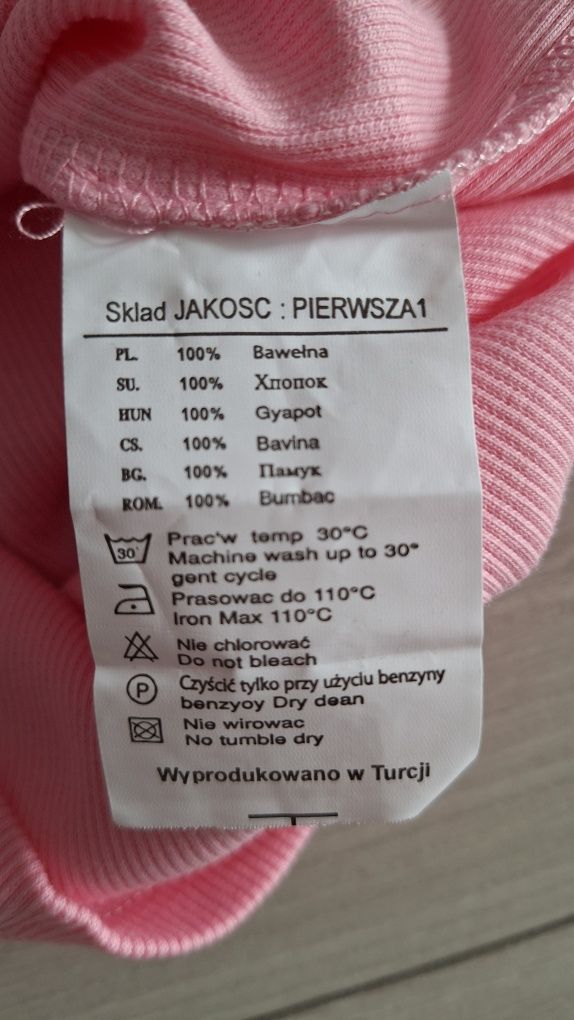 Sklad JAKOSC : PIERWSZA1
PL. 100% Bawełna
SU. 100% Хпопок
HUN 100% Gyapot
CS. 100% Bavina
BG. 100% Памук
ROM. 100% Bumbac
30° Prac'w temp 30°C
Machine wash up to 30°
gent cycle
Prasowac do 110°C
Iron Max 110°C
Nie chlorować
Do not bleach
P Czyścić tylko przy użyciu benzyny
benzyoy Dry dean
Nie wirowac
No tumble dry
Wyprodukowano w Turcji